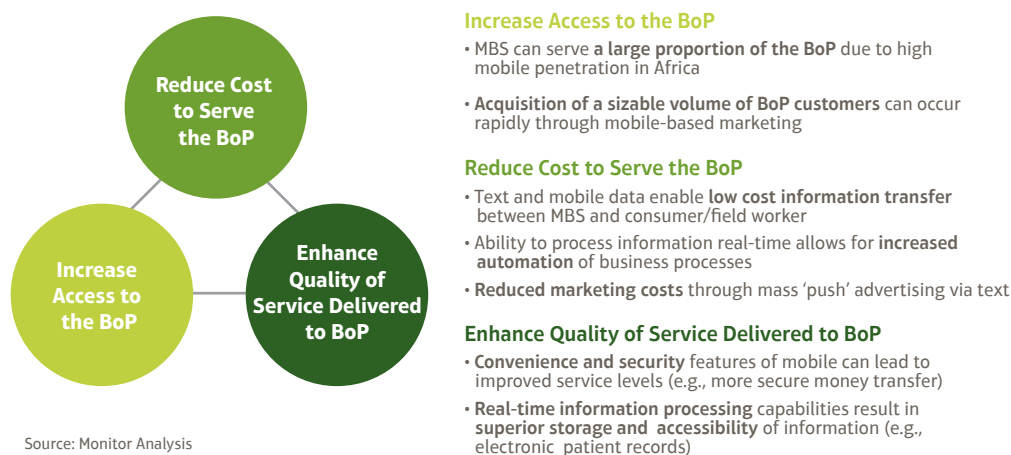 Reduce Cost
to Serve
the BoP
Increase
Access to
the BoP
Enhance
Quality of
Service Delivered
to BoP
Source: Monitor Analysis
Increase Access to the BoP
• MBS can serve a large proportion of the BoP due to high
mobile penetration in Africa
• Acquisition of a sizable volume of BoP customers can occur
rapidly through mobile-based marketing
Reduce Cost to Serve the BoP
• Text and mobile data enable low cost information transfer
between MBS and consumer/field worker
• Ability to process information real-time allows for increased
automation of business processes
• Reduced marketing costs through mass ‘push’ advertising via text
Enhance Quality of Service Delivered to BoP
• Convenience and security features of mobile can lead to
improved service levels (e.g., more secure money transfer)
• Real-time information processing capabilities result in
superior storage and accessibility of information (e.g.,
electronic patient records)